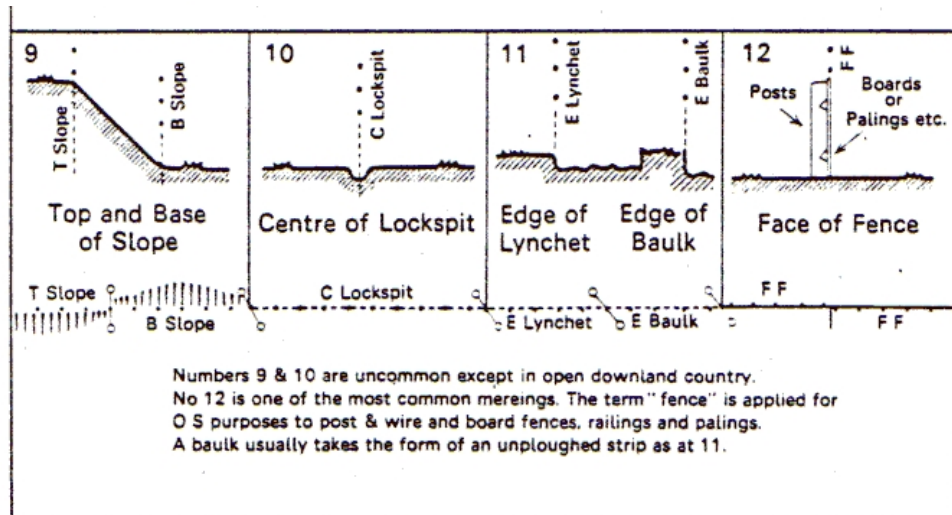 9
T Slope
B Slope
Top and Base
of Slope
T Slope
B Slope
10
C Lockspit
Centre of Lockspit
C Lockspit
11
E Lynchet
E Baulk
Edge of
Lynchet
Edge of
Baulk
E Lynchet
E Baulk
12
F F
Posts
Boards
or
Palings etc.
Face of Fence
F F
F F
Numbers 9 & 10 are uncommon except in open downland country.
No 12 is one of the most common mereings. The term "fence" is applied for
O S purposes to post & wire and board fences, railings and palings.
A baulk usually takes the form of an unploughed strip as at 11.